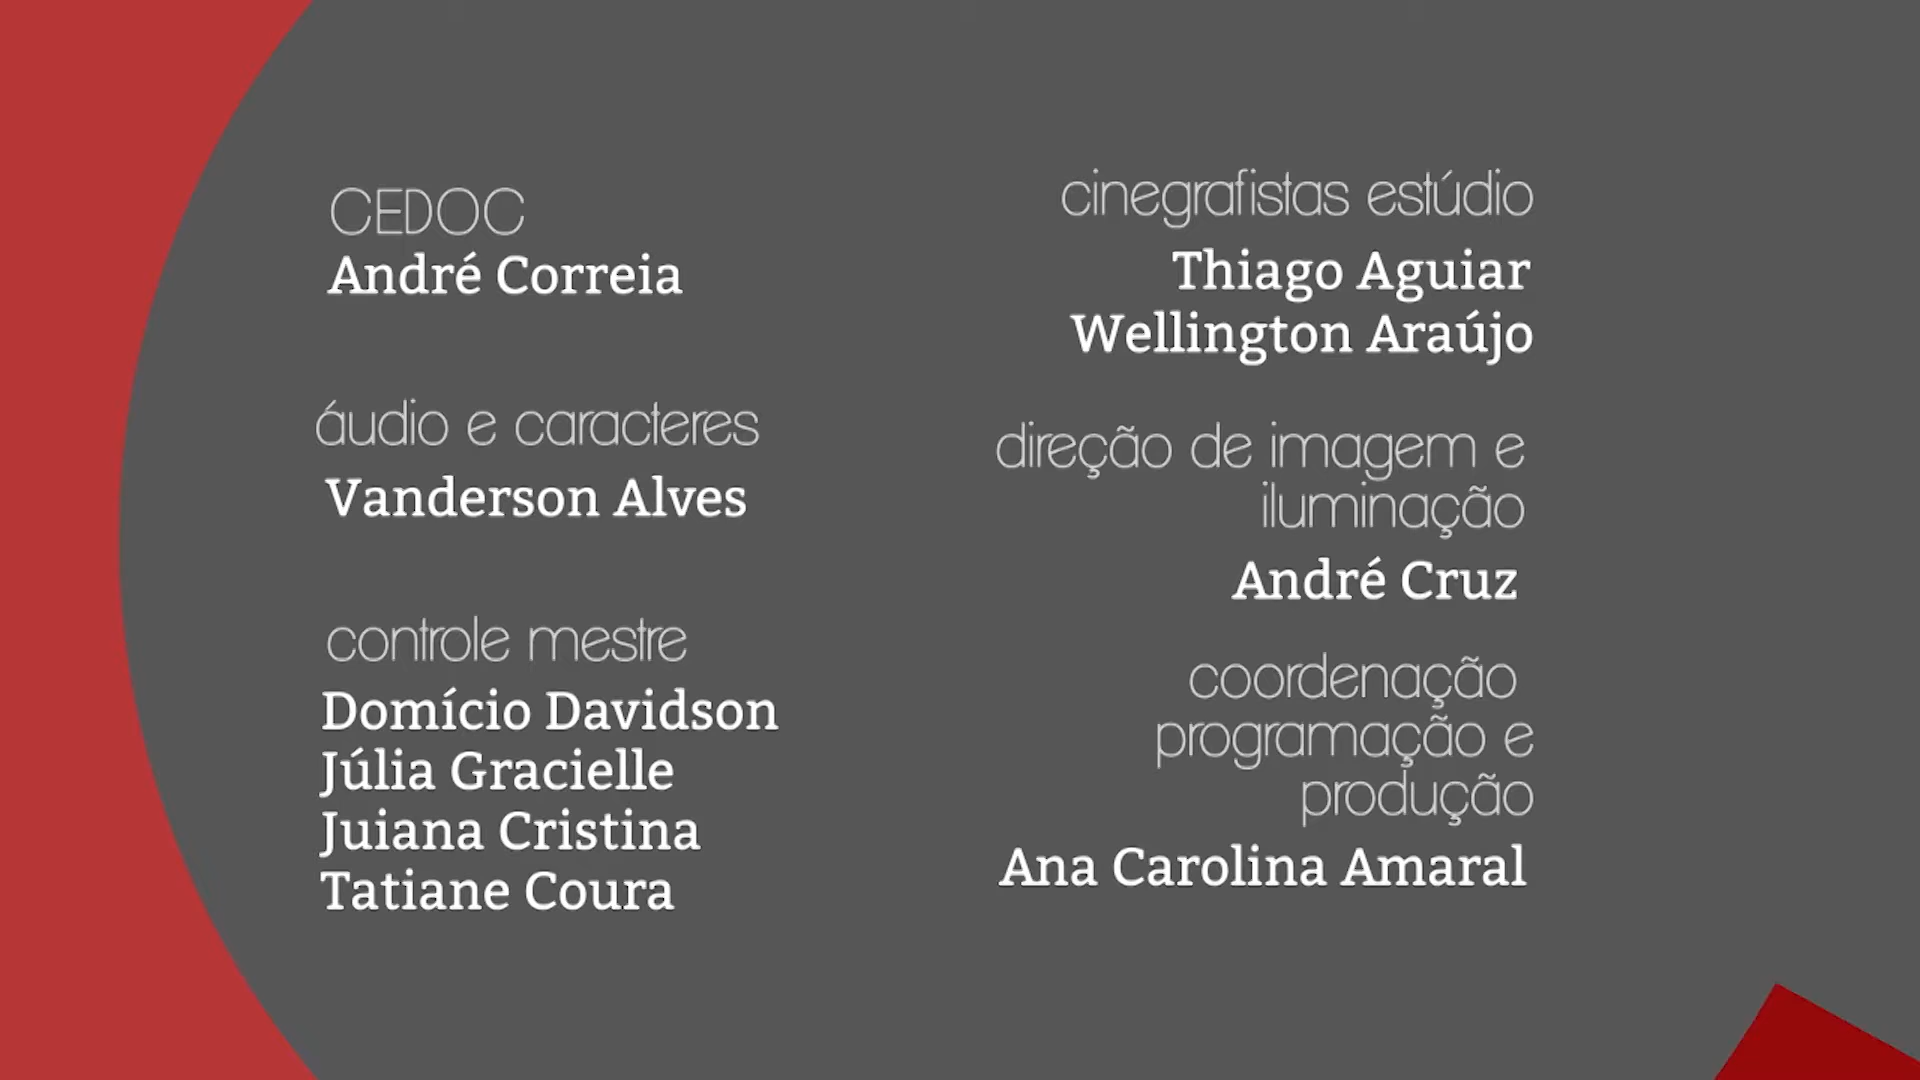 CEDOC
André Correia
áudio e caracteres
Vanderson Alves
controle mestre
Domício Davidson
Júlia Gracielle
Juiana Cristina
Tatiane Coura
cinegrafistas estúdio
Thiago Aguiar
Wellington Araújo
direção de imagem e
iluminação
André Cruz
coordenação
programação e
produção
Ana Carolina Amaral